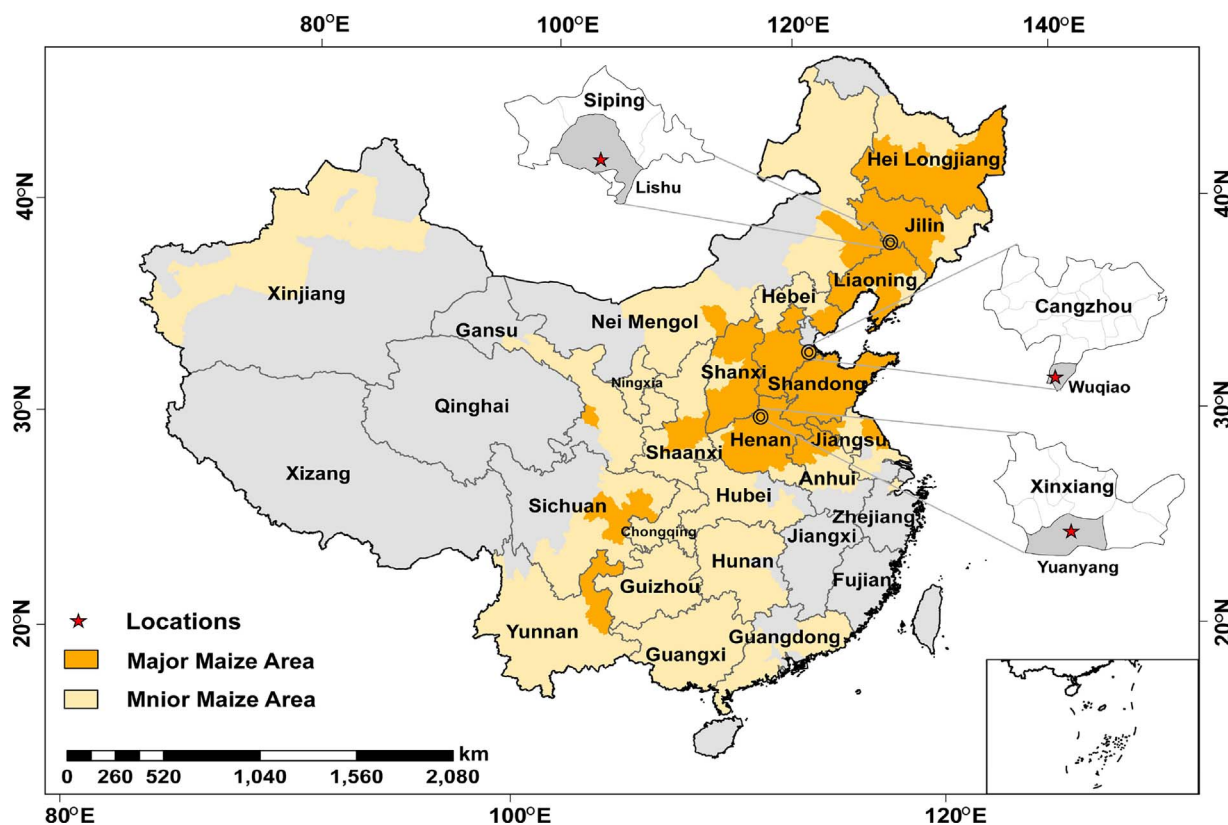 80°E 100°E 120°E 140°E
Siping
Lishu
Hei Longjiang
40°N
40°N
Jilin
Xinjiang
Liaoning
Hebei
Cangzhou
Gansu
Nei Mengol
Wuqiao
Ningxia
Shanxi
Shandong
Qinghai
30°N
30°N
Henan
Jiangsu
Shaanxi
Xizang
Anhui
Xinxiang
Sichuan
Hubei
Zhejiang
Chongqing
Jiangxi
Yuanyang
Hunan
Guizhou
Fujian
20°N
20°N
Yunnan
Guangdong
Guangxi
Locations
Major Maize Area
Mnior Maize Area
km
0 260 520 1,040 1,560 2,080
80°E 100°E 120°E